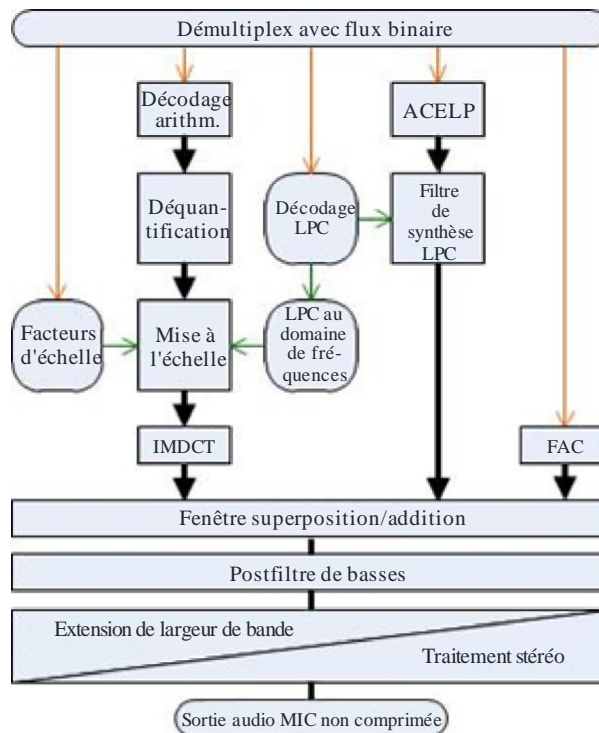 Démultiplex avec flux binaire
Décodage
arithm.
ACELP
Déquan-
tification
Décodage
LPC
Filtre
de
synthèse
LPC
Facteurs
d'échelle
Mise à
l'échelle
LPC au
domaine
de fré-
quences
IMDCT
FAC
Fenêtre superposition/addition
Postfiltre de basses
Extension de largeur de bande
Traitement stéréo
Sortie audio MIC non comprimée